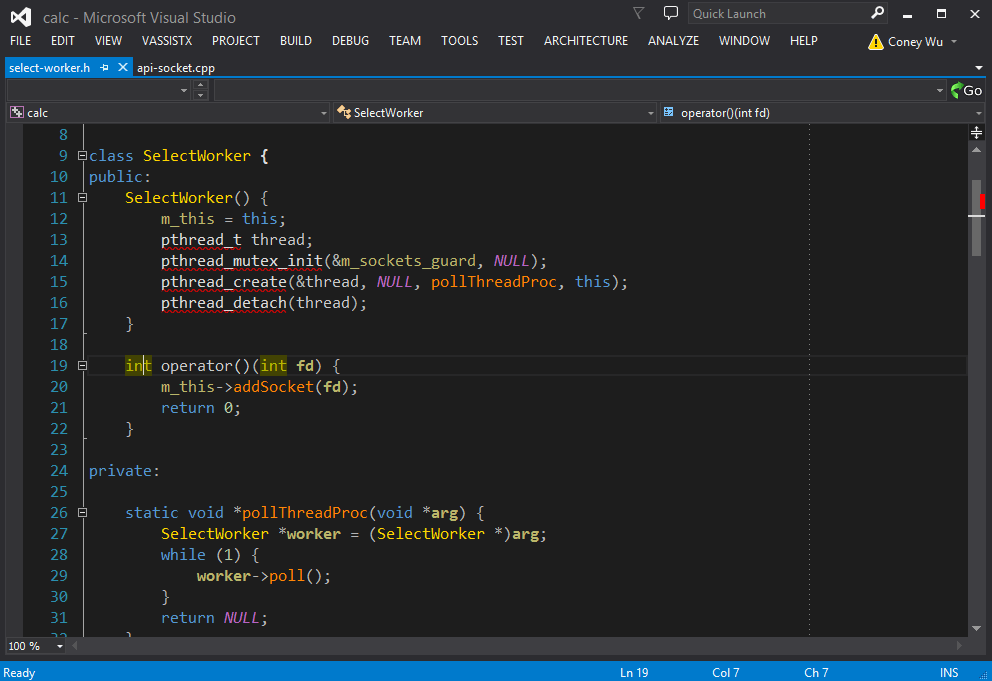 calc - Microsoft Visual Studio
Quick Launch
FILE EDIT VIEW VASSISTX PROJECT BUILD DEBUG TEAM TOOLS TEST ARCHITECTURE ANALYZE WINDOW HELP Coney Wu
select-worker.h api-socket.cpp
Go
calc SelectWorker operator()(int fd)
8
9 class SelectWorker {
10 public:
11 SelectWorker() {
12 m_this = this;
13 pthread_t thread;
14 pthread_mutex_init(&m_sockets_guard, NULL);
15 pthread_create(&thread, NULL, pollThreadProc, this);
16 pthread_detach(thread);
17 }
18
19 int operator()(int fd) {
20 m_this->addSocket(fd);
21 return 0;
22 }
23
24 private:
25
26 static void *pollThreadProc(void *arg) {
27 SelectWorker *worker = (SelectWorker *)arg;
28 while (1) {
29 worker->poll();
30 }
31 return NULL;
32 }
100 %
Ready Ln 19 Col 7 Ch 7 INS